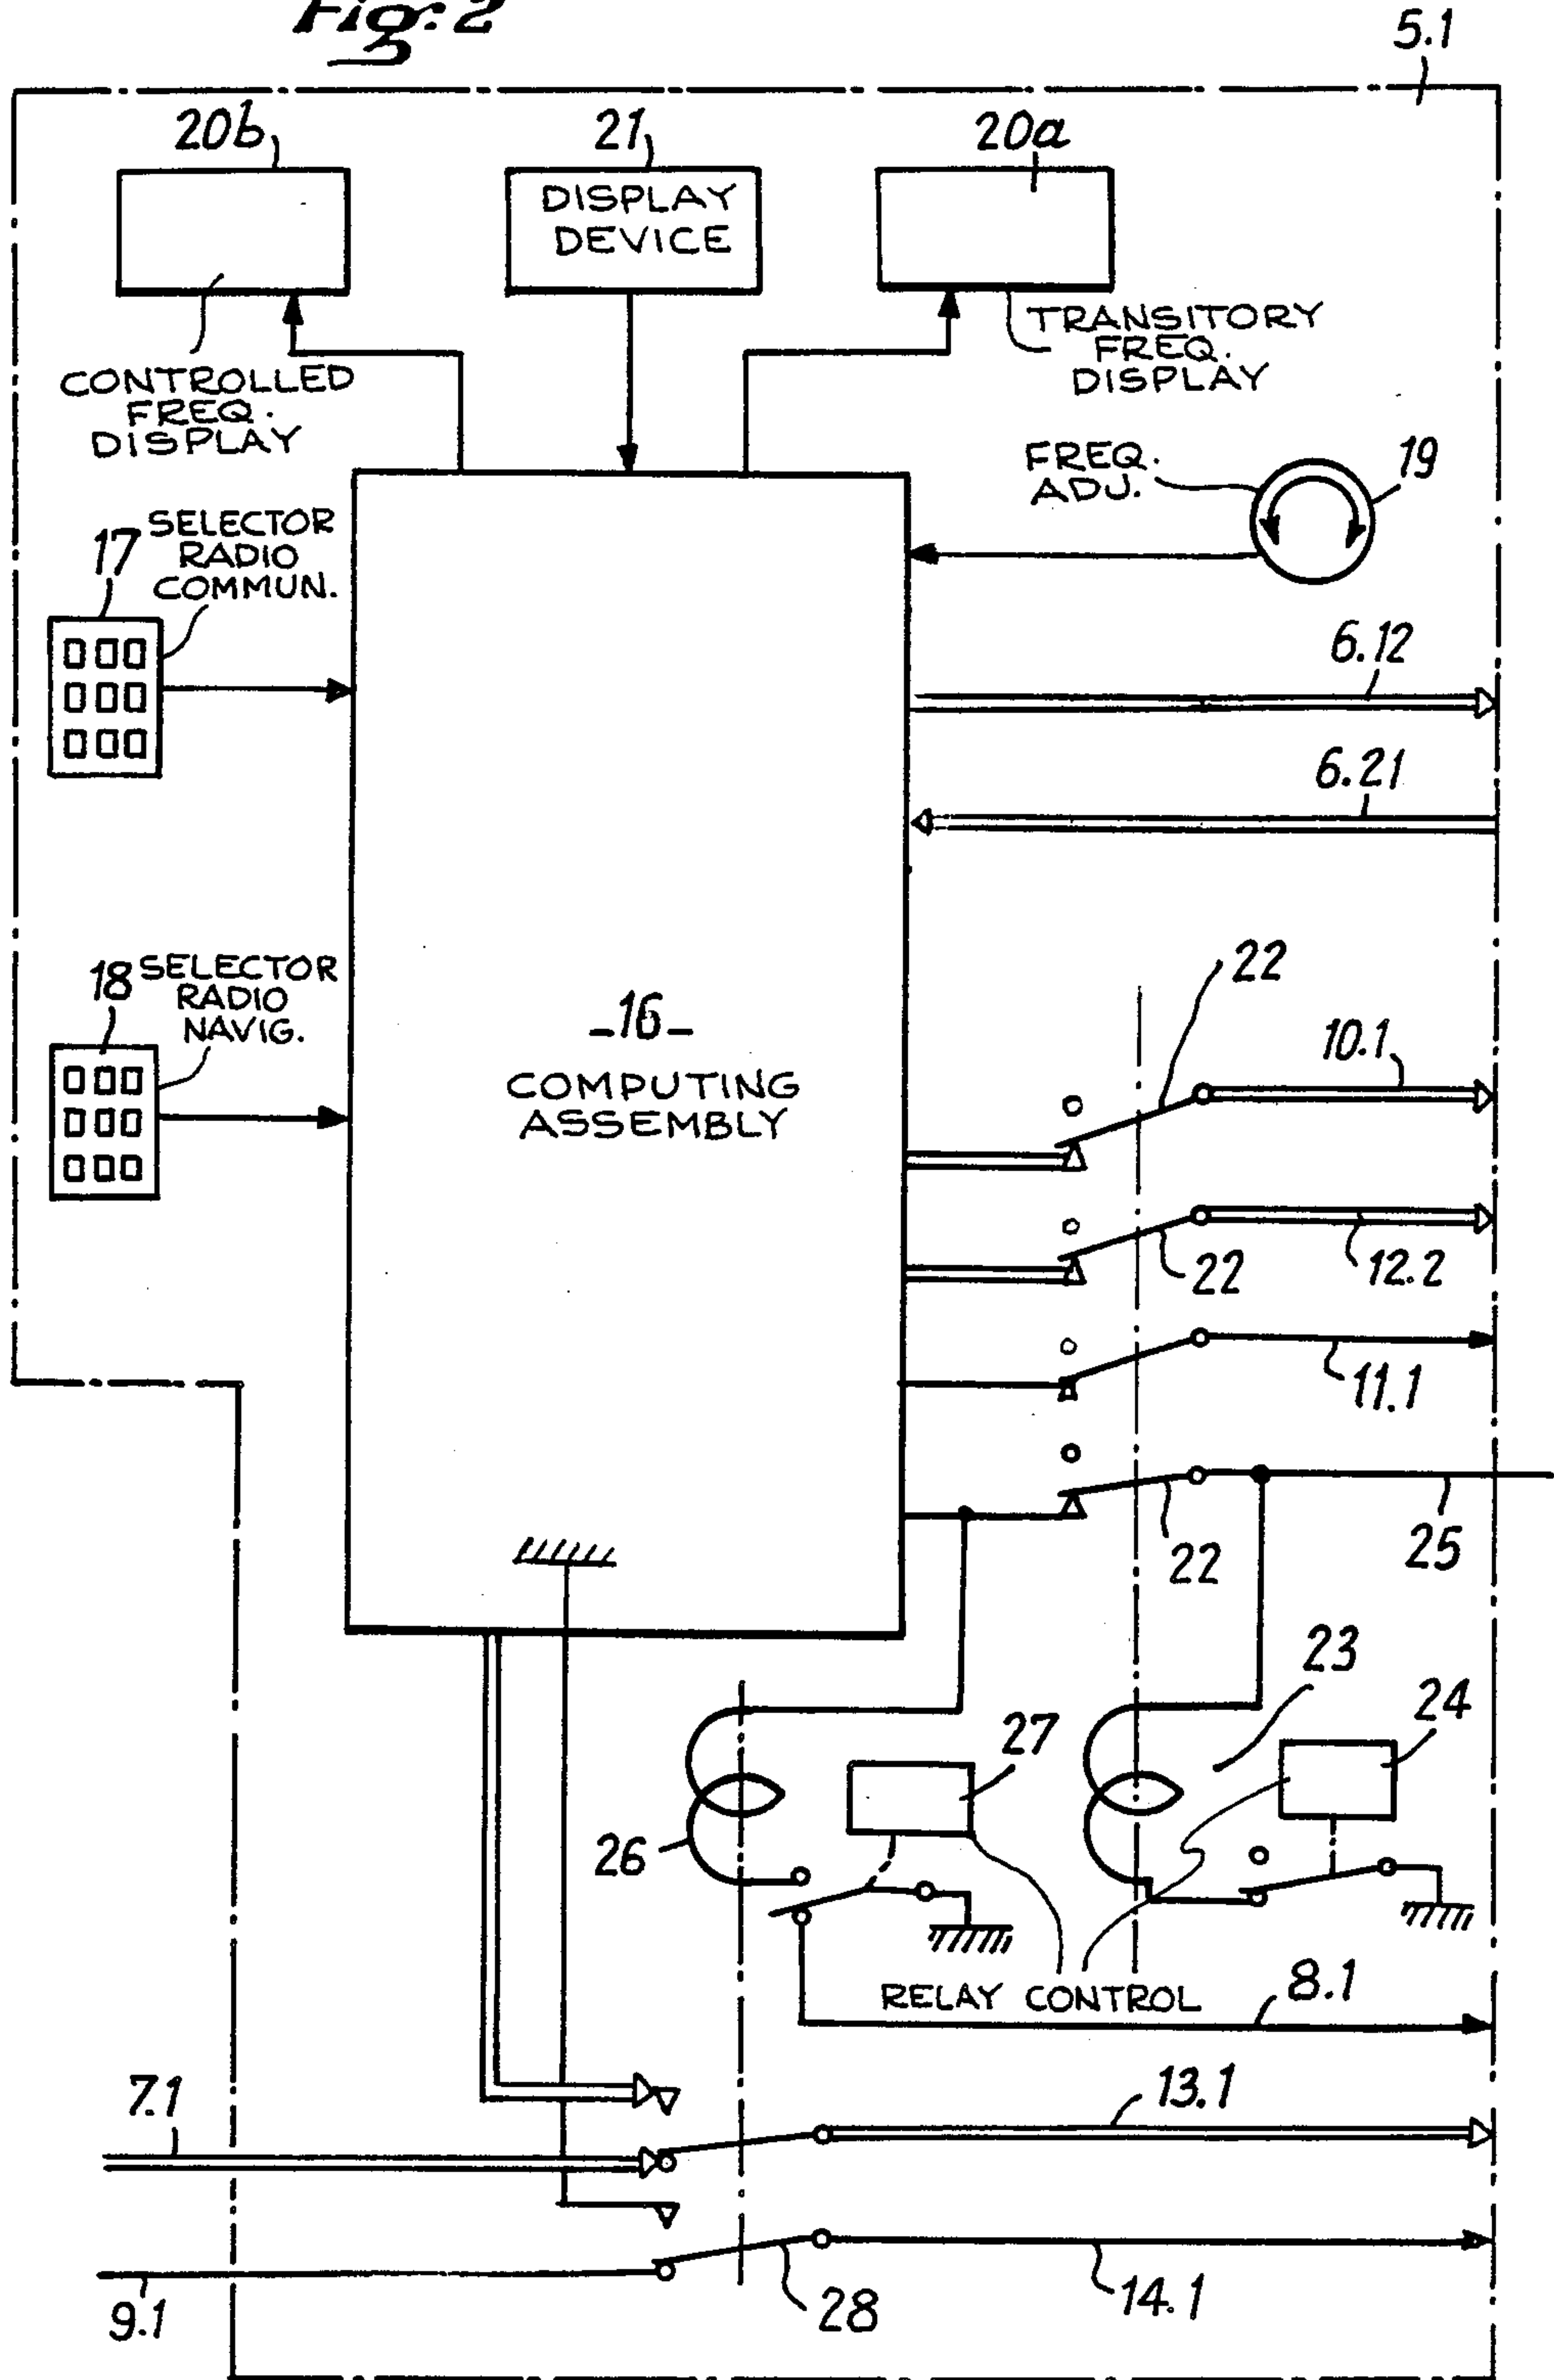 Fig. 2
5.1
20b
21
20a
DISPLAY
DEVICE
TRANSITORY
FREQ.
DISPLAY
CONTROLLED
FREQ.
DISPLAY
FREQ.
ADJ.
19
17
SELECTOR
RADIO
COMMUN.
6.12
6.21
22
18
SELECTOR
RADIO
NAVIG.
-16-
COMPUTING
ASSEMBLY
10.1
22
12.2
11.1
22
25
23
24
27
26
RELAY CONTROL
8.1
7.1
13.1
28
14.1
9.1